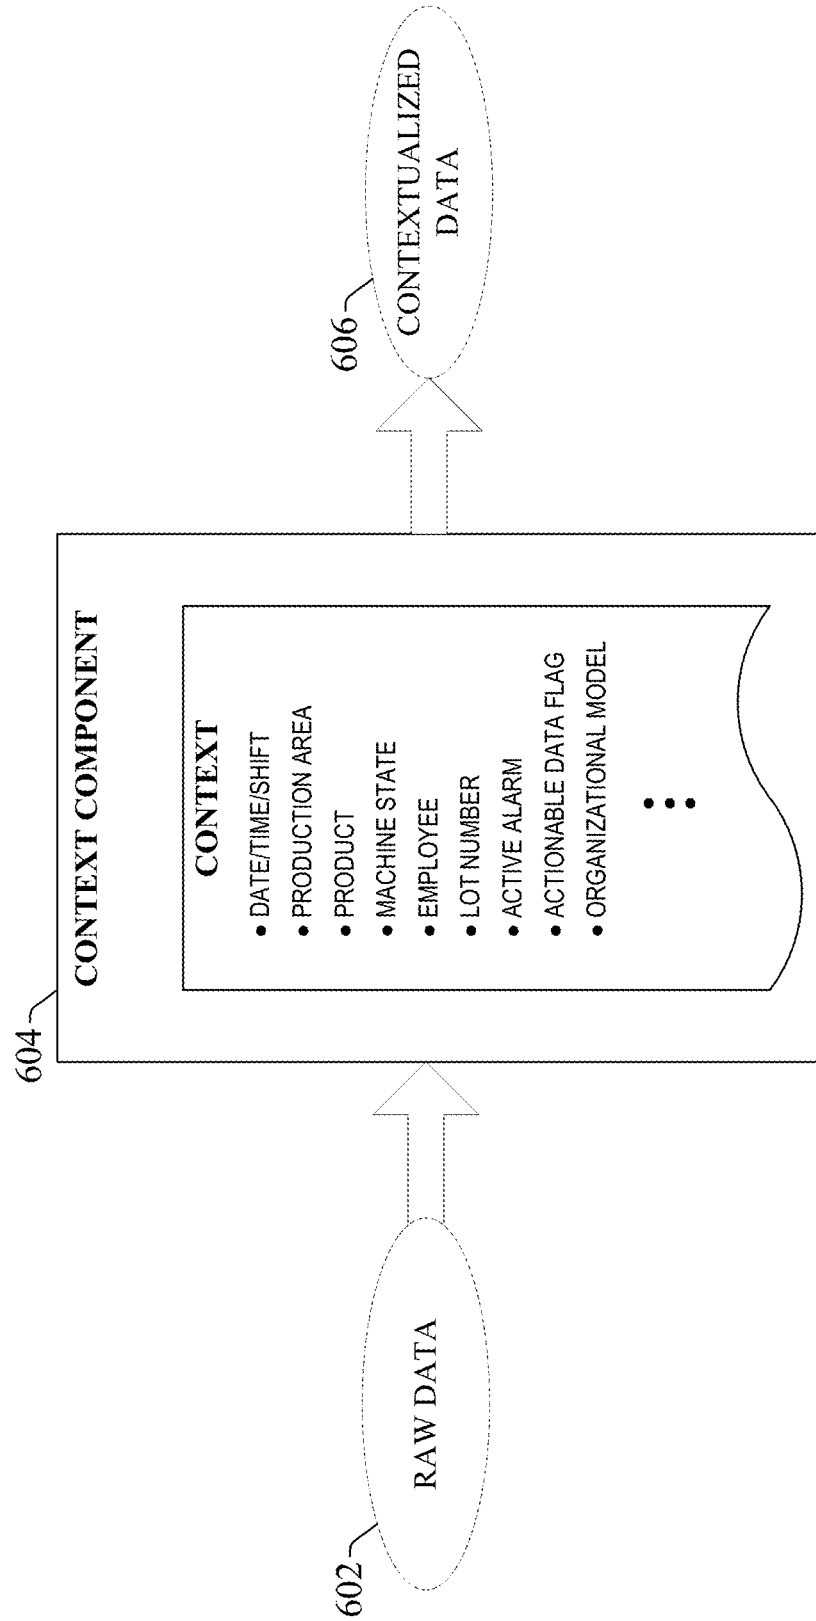 602
RAW DATA
604
CONTEXT COMPONENT
CONTEXT
• DATE/TIME/SHIFT
• PRODUCTION AREA
• PRODUCT
• MACHINE STATE
• EMPLOYEE
• LOT NUMBER
• ACTIVE ALARM
• ACTIONABLE DATA FLAG
• ORGANIZATIONAL MODEL
606
CONTEXTUALIZED
DATA